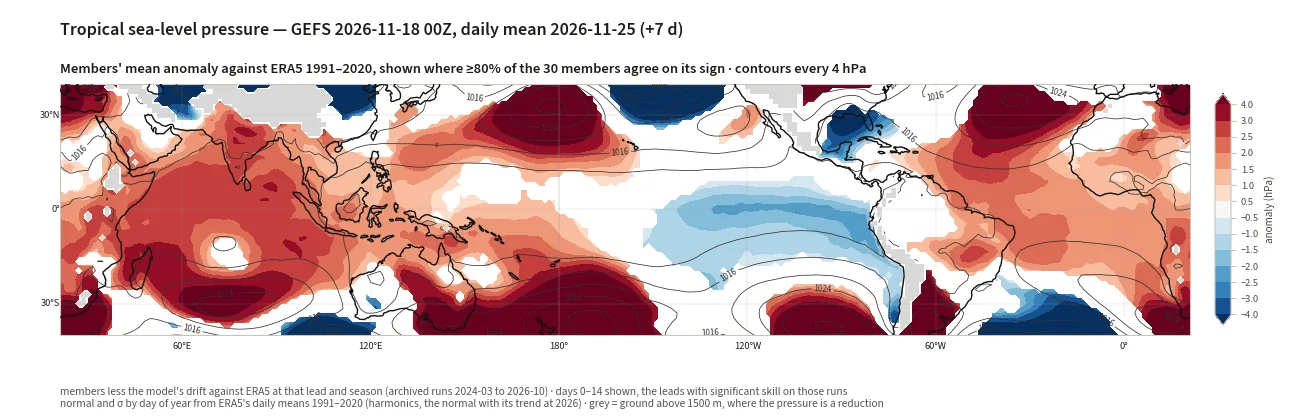 Tropical sea-level pressure — GEFS 2026-11-18 00Z, daily mean 2026-11-25 (+7 d)
Members' mean anomaly against ERA5 1991–2020, shown where ≥80% of the 30 members agree on its sign · contours every 4 hPa
1016
1016
1024
1024
1016
1016
1016
1016
1024
1016
1024
1024
1016
1016
1016
30°N
0°
30°S
60°E
120°E
180°
120°W
60°W
0°
4.0
3.0
2.5
2.0
1.5
1.0
0.5
−0.5
−1.0
−1.5
−2.0
−2.5
−3.0
−4.0
anomaly (hPa)
members less the model's drift against ERA5 at that lead and season (archived runs 2024-03 to 2026-10) · days 0–14 shown, the leads with significant skill on those runs
normal and σ by day of year from ERA5's daily means 1991–2020 (harmonics, the normal with its trend at 2026) · grey = ground above 1500 m, where the pressure is a reduction